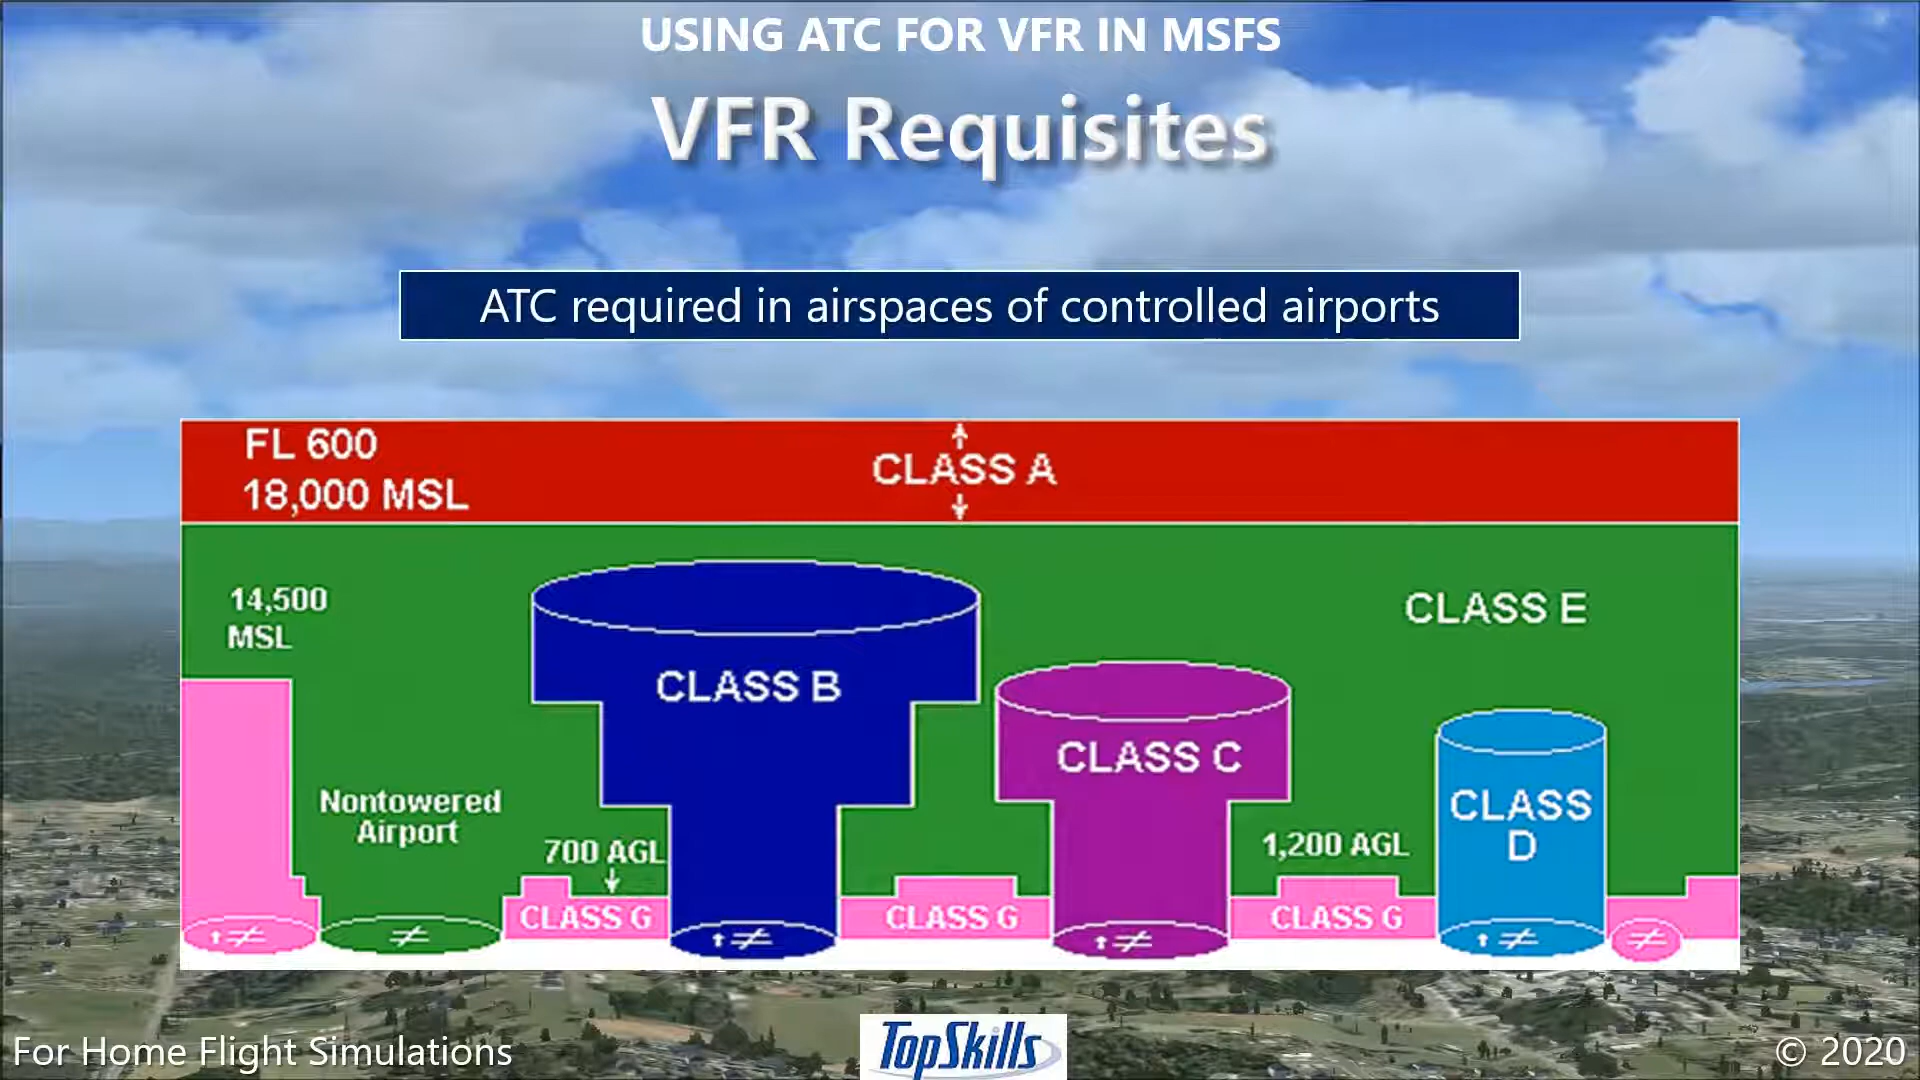 USING ATC FOR VFR IN MSFS
VFR Requisites
ATC required in airspaces of controlled airports
FL 600
18,000 MSL
CLASS A
14,500
MSL
CLASS E
CLASS B
CLASS C
CLASS
D
Nontowered
Airport
700 AGL
1,200 AGL
CLASS G
CLASS G
CLASS G
For Home Flight Simulations
TopSkills
© 2020